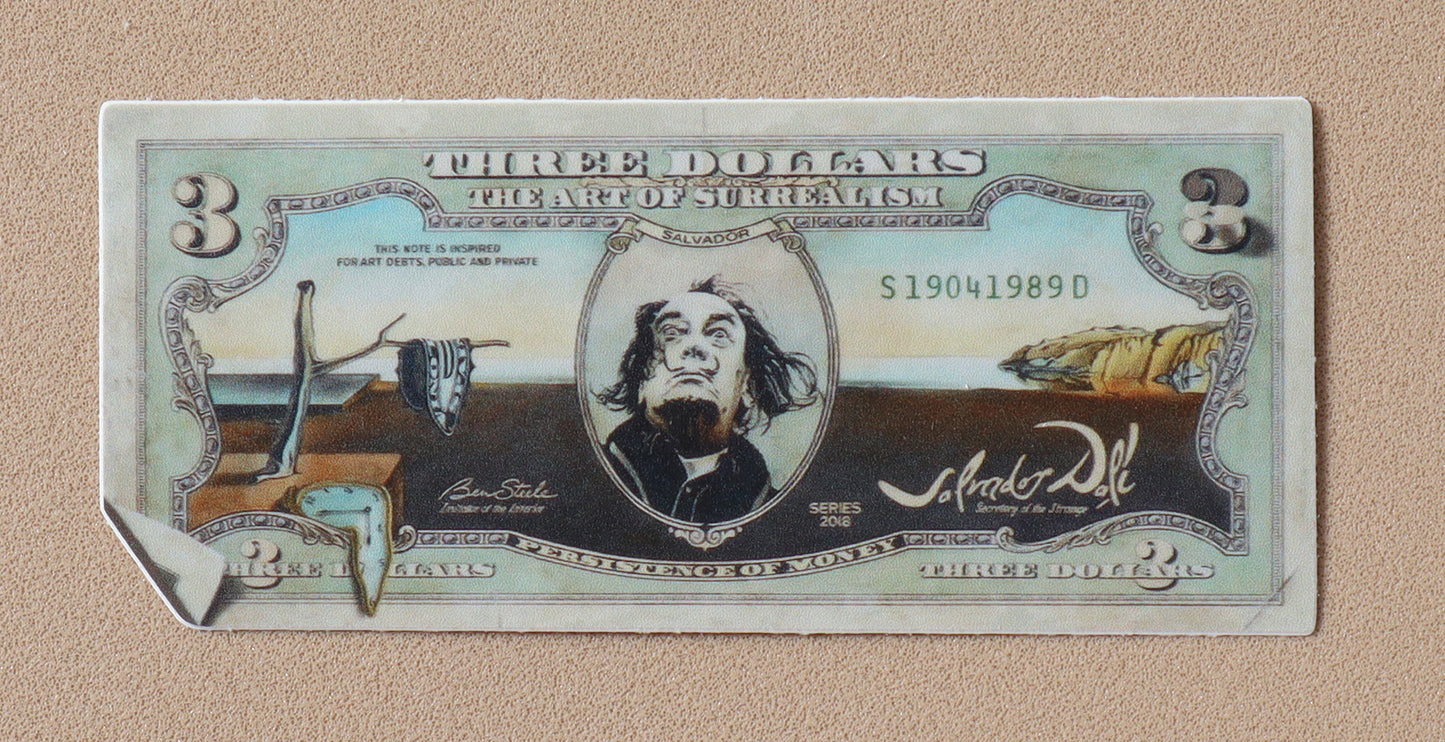 THREE DOLLARS
THE ART OF SURREALISM
3
3
SALVADOR
THIS NOTE IS INSPIRED
FOR ART DEBTS, PUBLIC AND PRIVATE
S19041989D
Ben Steele
Imitator of the Interior
SERIES
2018
Salvador Dalí
Secretary of the Strange
PERSISTENCE OF MONEY
3
THREE DOLLARS
3
THREE DOLLARS